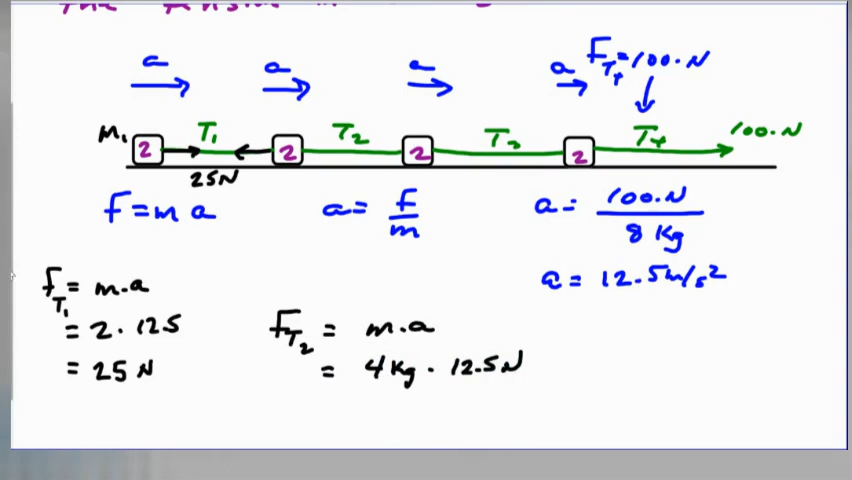 a a a a F_T4 = 100.N
M1 T1 T2 T3 T4 100.N
2 2 2 2
25N
F = m a a = F/m a = 100.N / 8 Kg
a = 12.5 m/s²
F_T1 = m.a
= 2 . 12.5
= 25 N
F_T2 = m.a
= 4 Kg . 12.5 N